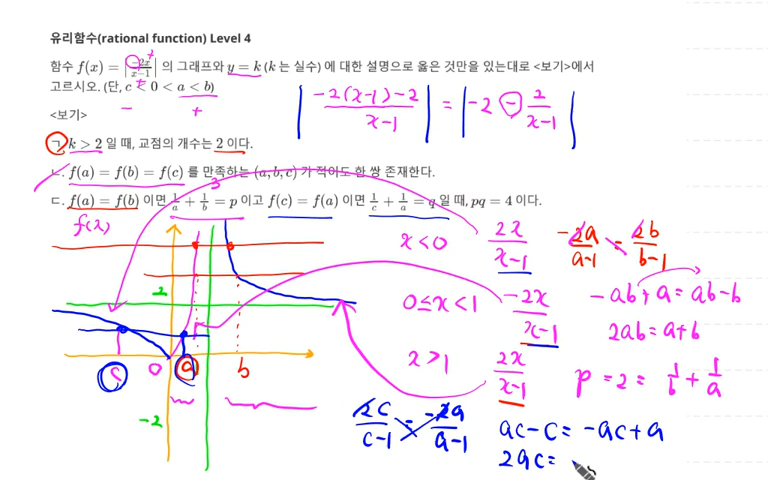 유리함수(rational function) Level 4
함수 f(x) = |-2x/x-1| 의 그래프와 y = k (k 는 실수) 에 대한 설명으로 옳은 것만을 있는대로 <보기>에서
고르시오. (단, c < 0 < a < b)
- +
<보기>
|-2(x-1)-2/x-1| = |-2 - 2/x-1|
ㄱ. k > 2 일 때, 교점의 개수는 2 이다.
ㄴ. f(a) = f(b) = f(c) 를 만족하는 (a, b, c) 가 적어도 한 쌍 존재한다.
ㄷ. f(a) = f(b) 이면 1/a + 1/b = p 이고 f(c) = f(a) 이면 1/c + 1/a = q 일 때, pq = 4 이다.
f(x)
x<0 2x/x-1
-2a/a-1 = 2b/b-1
2
0≤x<1 -2x/x-1
-ab+a = ab-b
2ab = a+b
x>1 2x/x-1
p = 2 = 1/b + 1/a
c 0 a b
-2
2c/c-1 = -2a/a-1
ac-c = -ac+a
2ac =